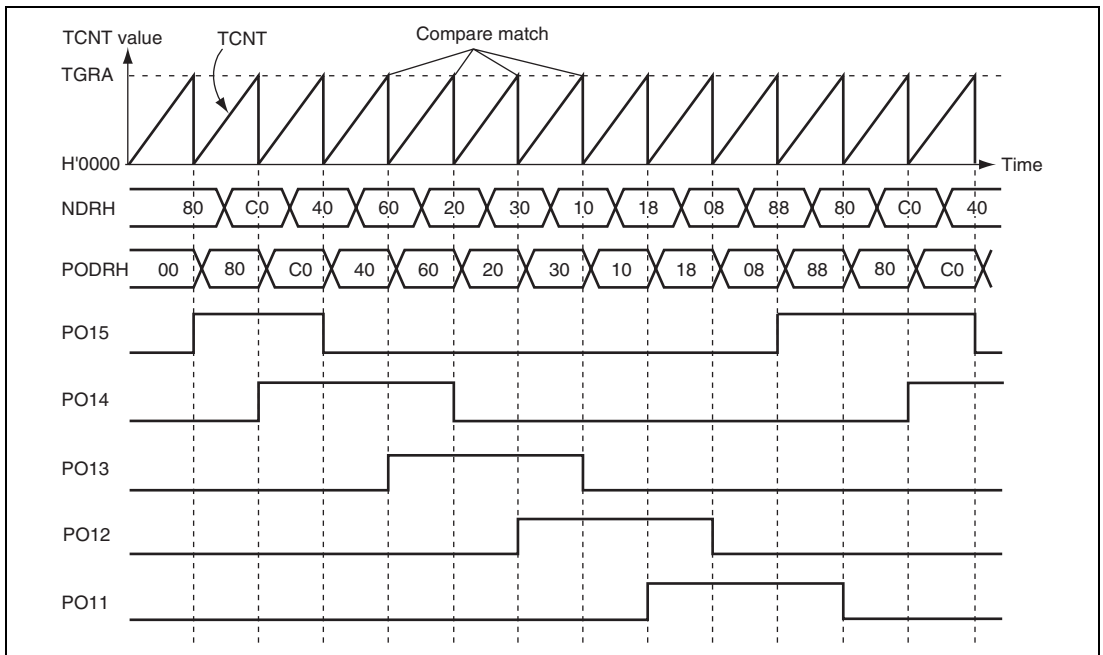 TCNT value
TCNT
Compare match
TGRA
H'0000
Time
NDRH 80 C0 40 60 20 30 10 18 08 88 80 C0 40
PODRH 00 80 C0 40 60 20 30 10 18 08 88 80 C0
PO15
PO14
PO13
PO12
PO11